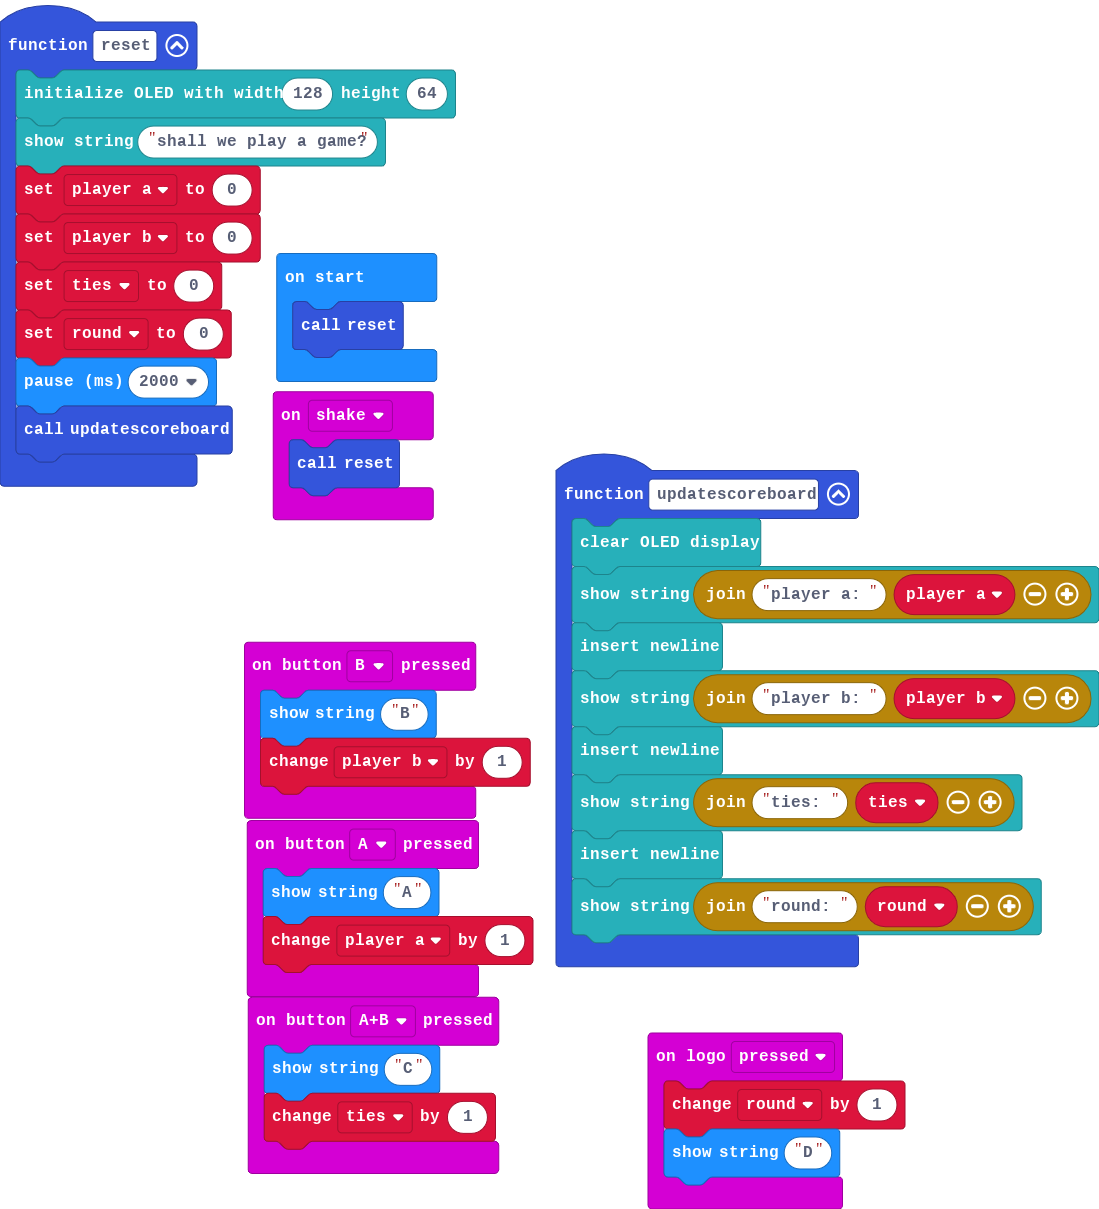 function reset
initialize OLED with width 128 height 64
show string "shall we play a game?"
set player a to 0
set player b to 0
set ties to 0
set round to 0
pause (ms) 2000
call updatescoreboard
on start
call reset
on shake
call reset
function updatescoreboard
clear OLED display
show string join "player a: " player a
insert newline
show string join "player b: " player b
insert newline
show string join "ties: " ties
insert newline
show string join "round: " round
on button B pressed
show string "B"
change player b by 1
on button A pressed
show string "A"
change player a by 1
on button A+B pressed
show string "C"
change ties by 1
on logo pressed
change round by 1
show string "D"